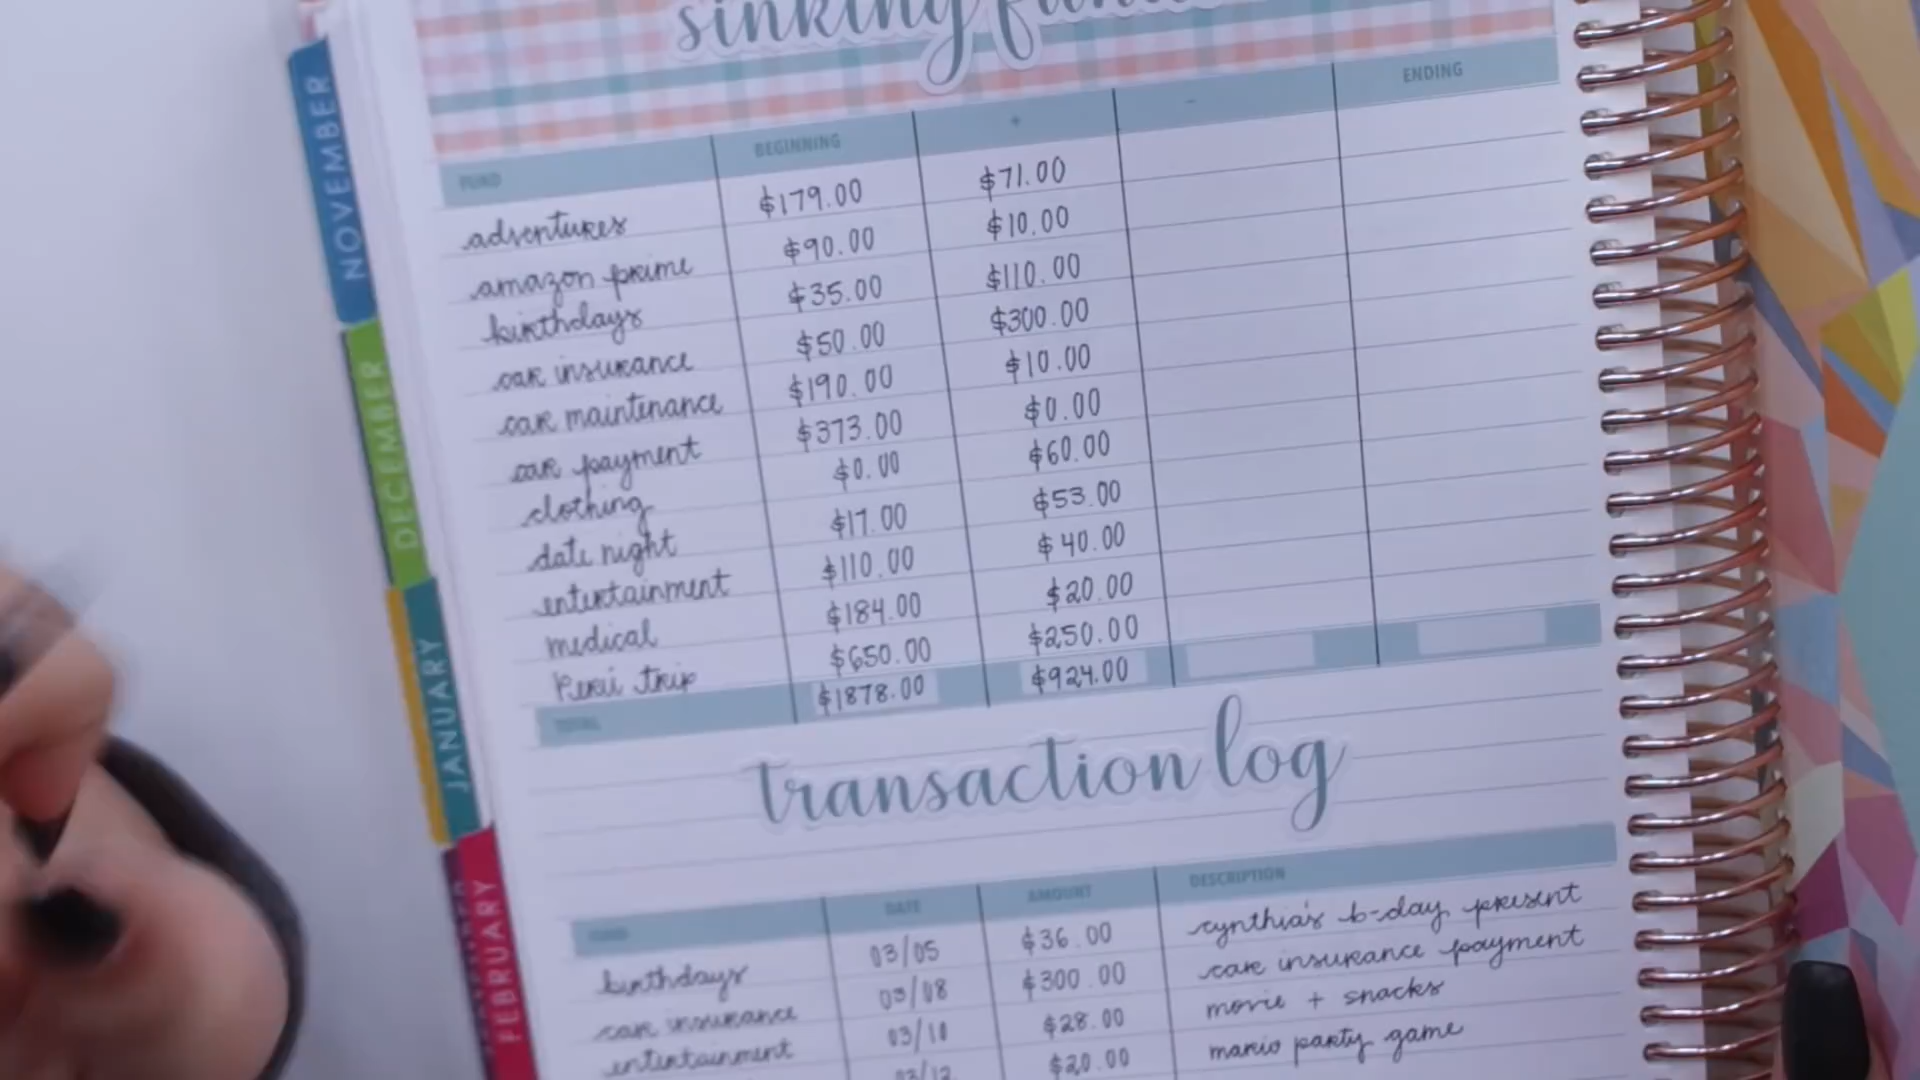 sinking funds
FUND BEGINNING + - ENDING
adventures $179.00 $71.00
amazon prime $90.00 $10.00
birthdays $35.00 $110.00
car insurance $50.00 $300.00
car maintenance $190.00 $10.00
car payment $373.00 $0.00
clothing $0.00 $60.00
date night $17.00 $53.00
entertainment $110.00 $40.00
medical $184.00 $20.00
Perú trip $650.00 $250.00
TOTAL $1878.00 $924.00
transaction log
FUND DATE AMOUNT DESCRIPTION
birthdays 03/05 $36.00 cynthia's b-day present
car insurance 03/08 $300.00 car insurance payment
entertainment 03/10 $28.00 movie + snacks
03/12 $20.00 mario party game
NOVEMBER
DECEMBER
JANUARY
FEBRUARY